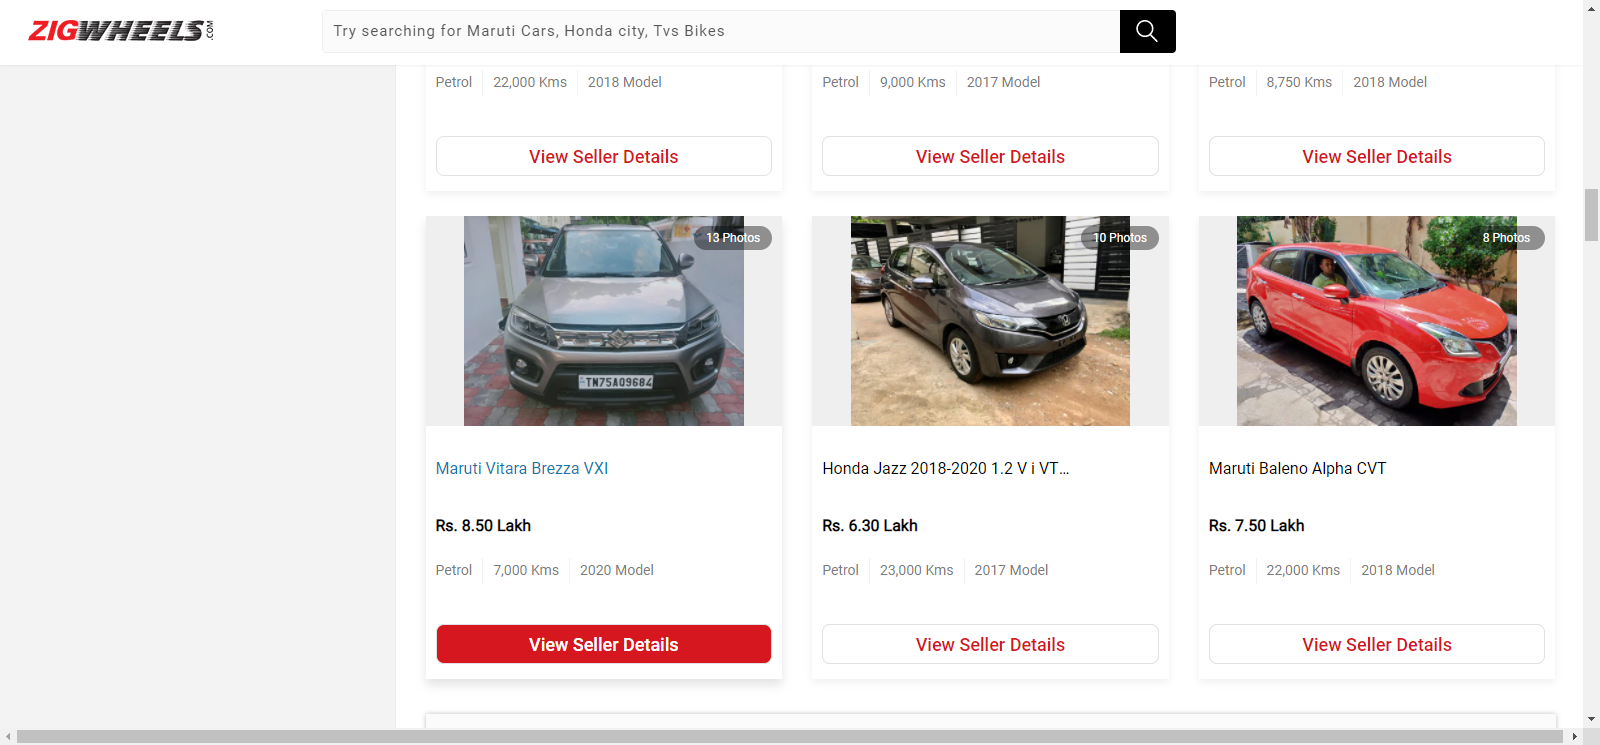 ZIGWHEELS.COM
Try searching for Maruti Cars, Honda city, Tvs Bikes
Petrol 22,000 Kms 2018 Model
Petrol 9,000 Kms 2017 Model
Petrol 8,750 Kms 2018 Model
View Seller Details
View Seller Details
View Seller Details
13 Photos
TN75AQ9684
10 Photos
8 Photos
Maruti Vitara Brezza VXI
Honda Jazz 2018-2020 1.2 V i VT...
Maruti Baleno Alpha CVT
Rs. 8.50 Lakh
Rs. 6.30 Lakh
Rs. 7.50 Lakh
Petrol 7,000 Kms 2020 Model
Petrol 23,000 Kms 2017 Model
Petrol 22,000 Kms 2018 Model
View Seller Details
View Seller Details
View Seller Details